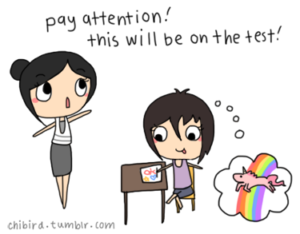 pay attention!
this will be on the test!
chibird.tumblr.com